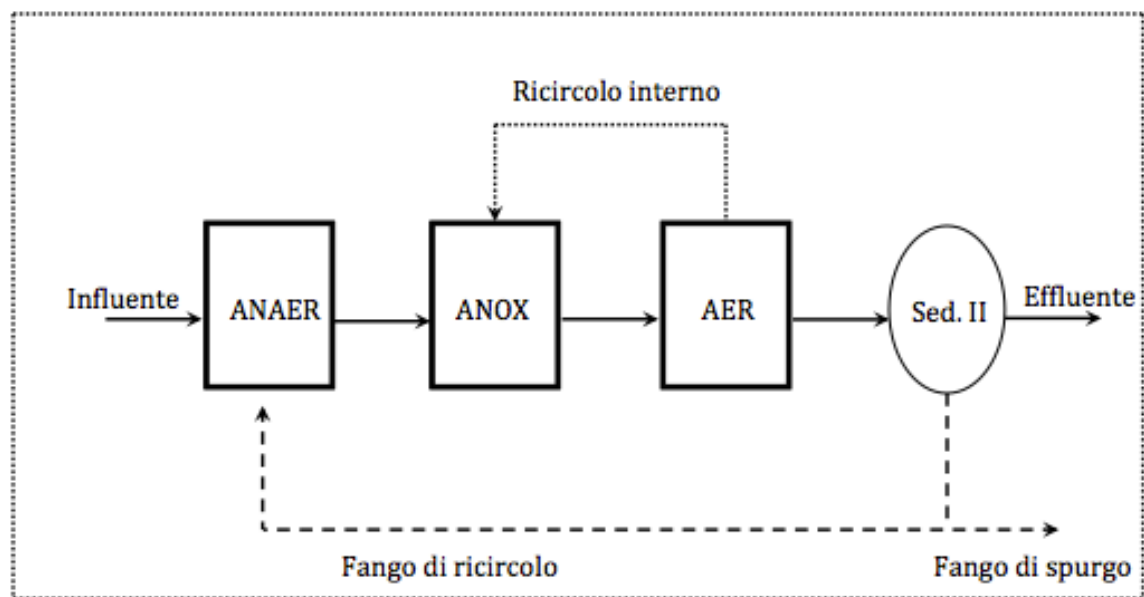 Ricircolo interno
Influente
ANAER
ANOX
AER
Sed. II
Effluente
Fango di ricircolo
Fango di spurgo